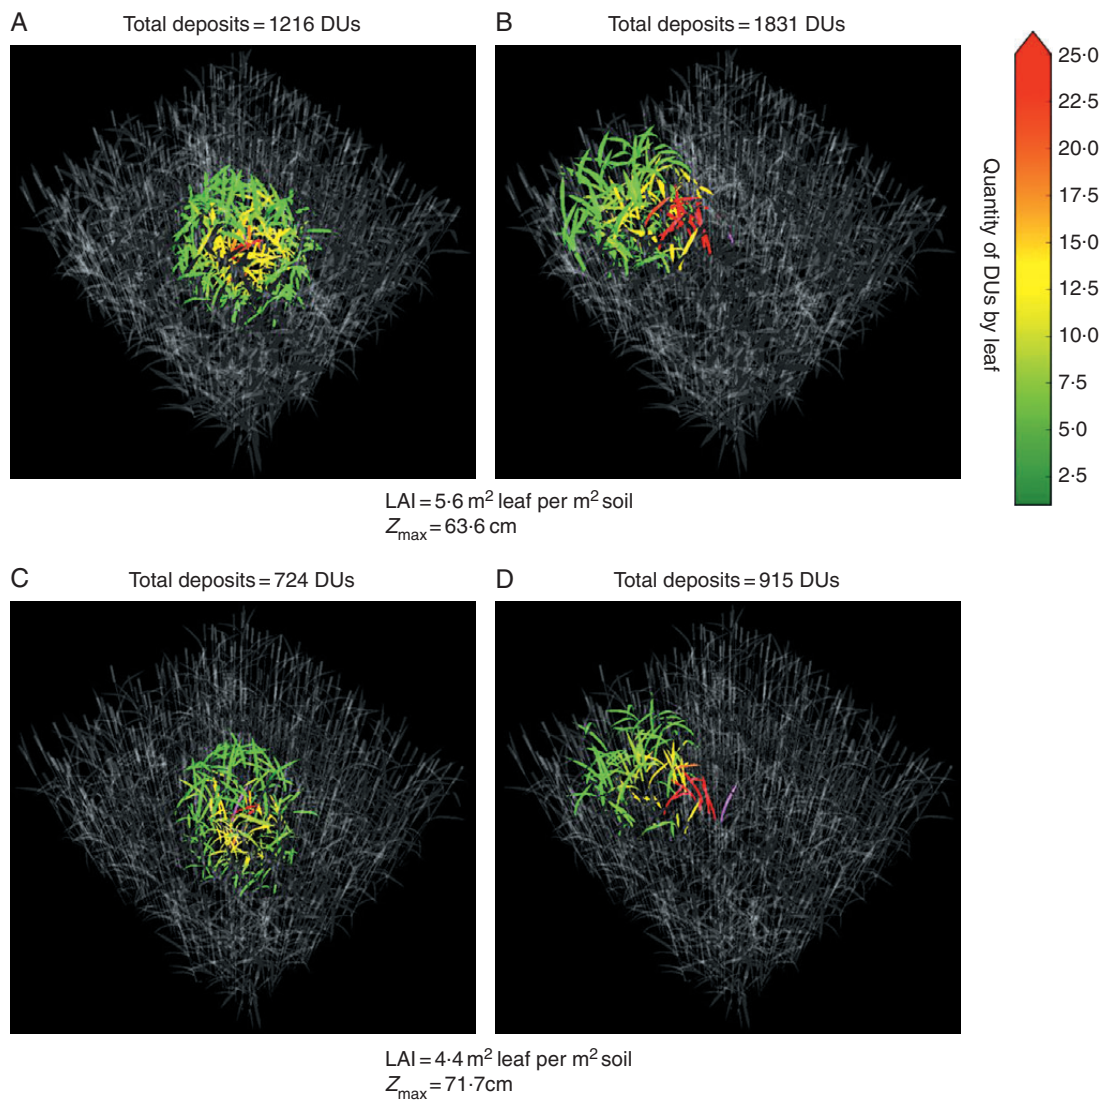 A
Total deposits = 1216 DUs
B
Total deposits = 1831 DUs
25·0
22·5
20·0
17·5
15·0
12·5
10·0
7·5
5·0
2·5
Quantity of DUs by leaf
LAI = 5·6 m² leaf per m² soil
Zmax = 63·6 cm
C
Total deposits = 724 DUs
D
Total deposits = 915 DUs
LAI = 4·4 m² leaf per m² soil
Zmax = 71·7cm